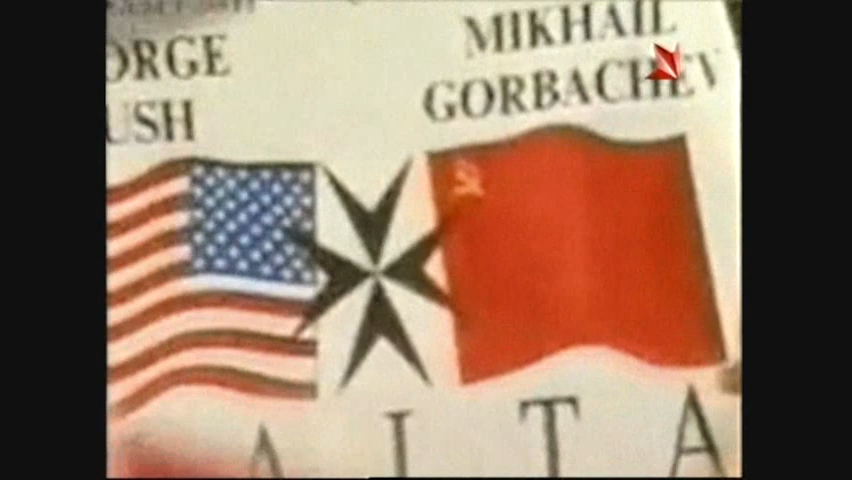 ORGE
USH
MIKHAIL
GORBACHEV
A L T A